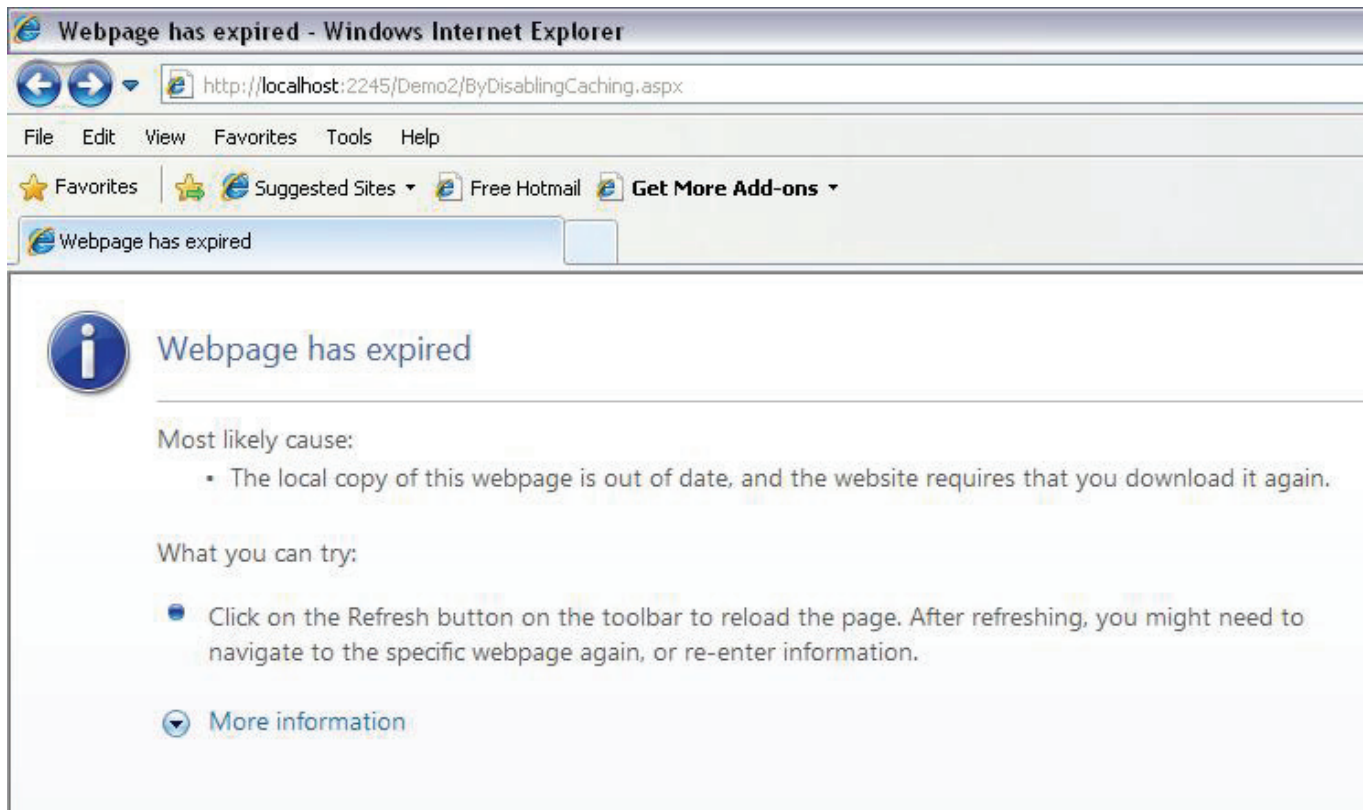 Webpage has expired - Windows Internet Explorer
http://localhost:2245/Demo2/ByDisablingCaching.aspx
File Edit View Favorites Tools Help
Favorites Suggested Sites Free Hotmail Get More Add-ons
Webpage has expired
Webpage has expired
Most likely cause:
• The local copy of this webpage is out of date, and the website requires that you download it again.
What you can try:
Click on the Refresh button on the toolbar to reload the page. After refreshing, you might need to
navigate to the specific webpage again, or re-enter information.
More information